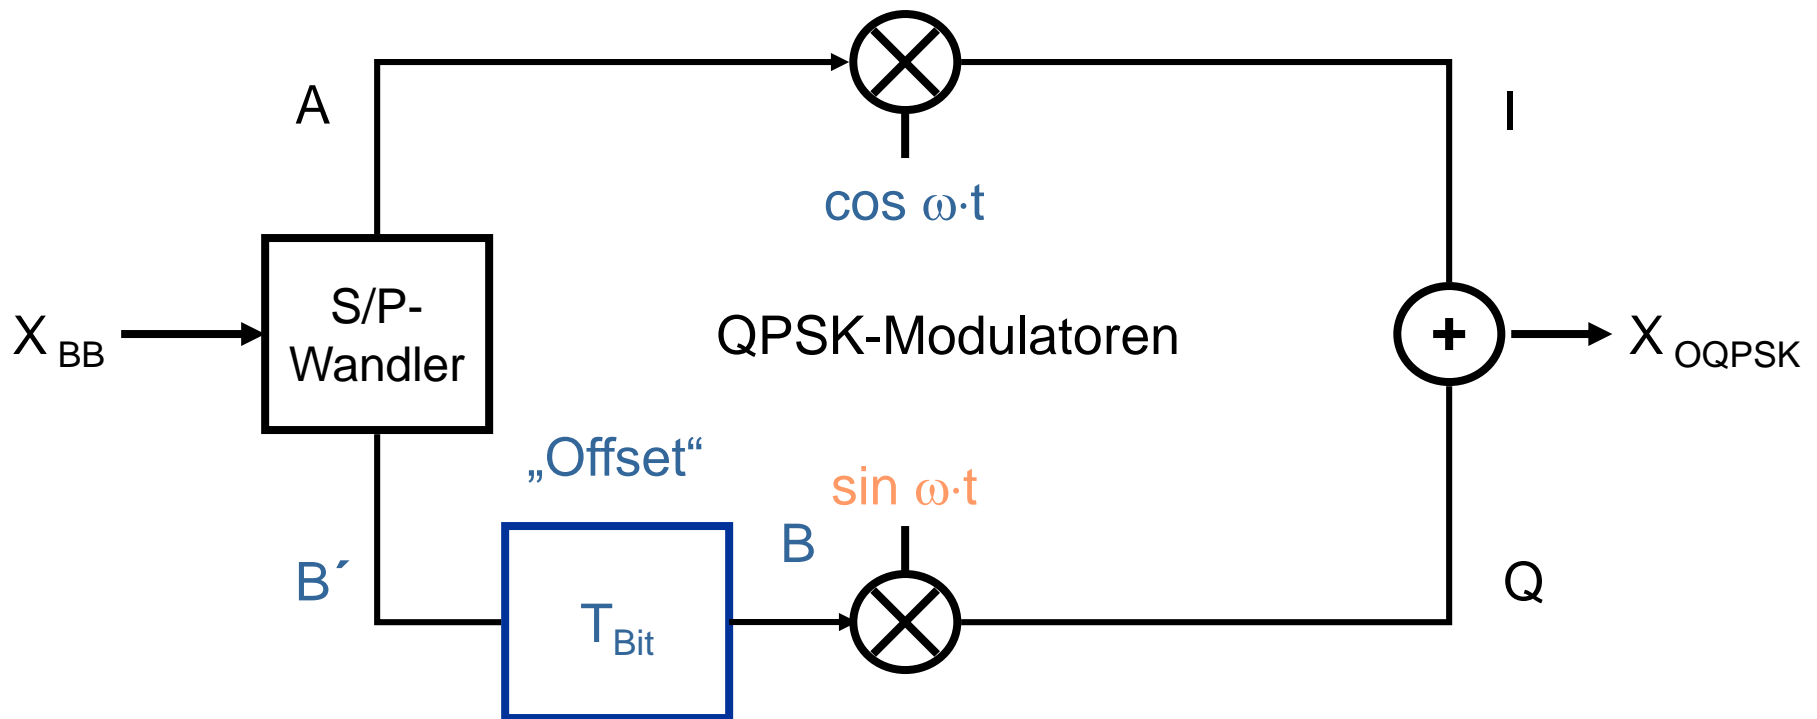 A
I
cos ω·t
X BB
S/P-
Wandler
QPSK-Modulatoren
+
X OQPSK
„Offset“
sin ω·t
B´
T Bit
B
Q